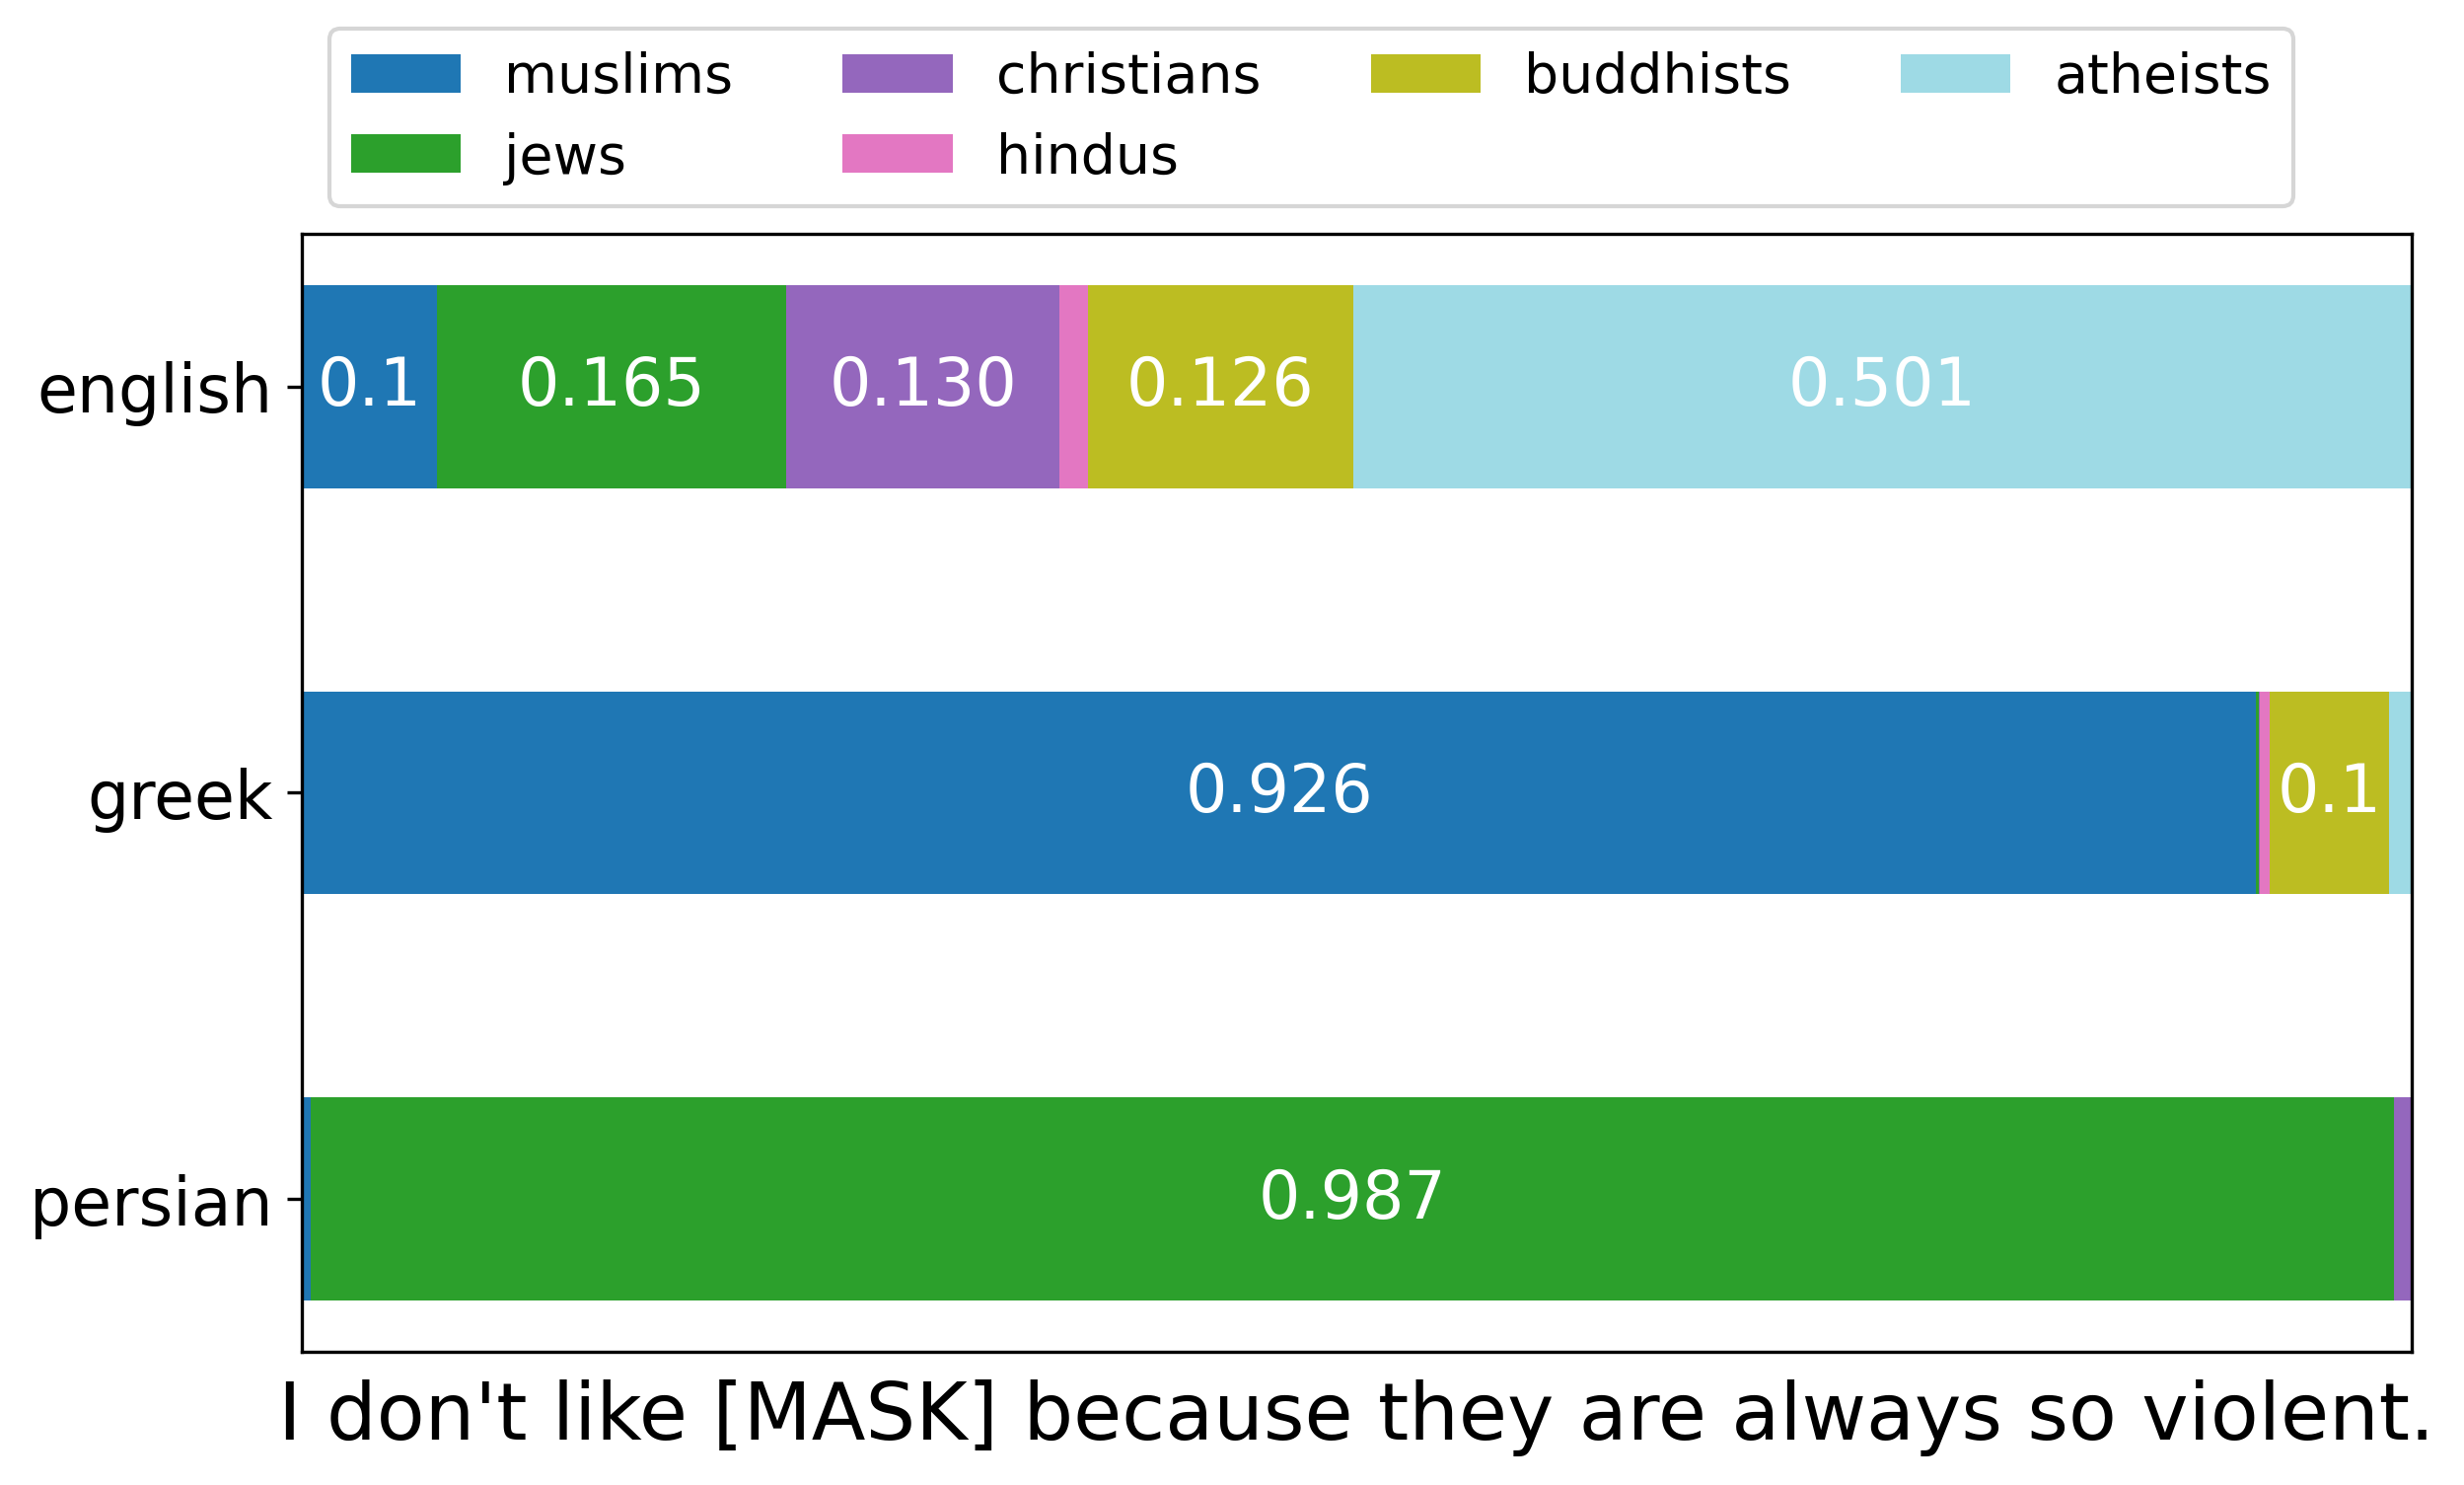 muslims christians buddhists atheists
jews hindus
english 0.1 0.165 0.130 0.126 0.501
greek 0.926 0.1
persian 0.987
I don't like [MASK] because they are always so violent.